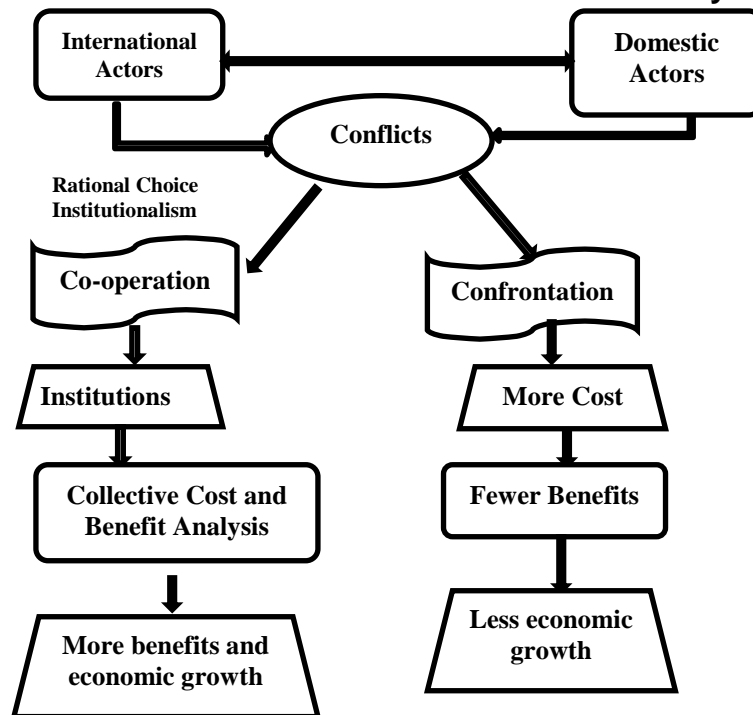 International
Actors
Domestic
Actors
Conflicts
Rational Choice
Institutionalism
Co-operation
Confrontation
Institutions
More Cost
Collective Cost and
Benefit Analysis
Fewer Benefits
More benefits and
economic growth
Less economic
growth